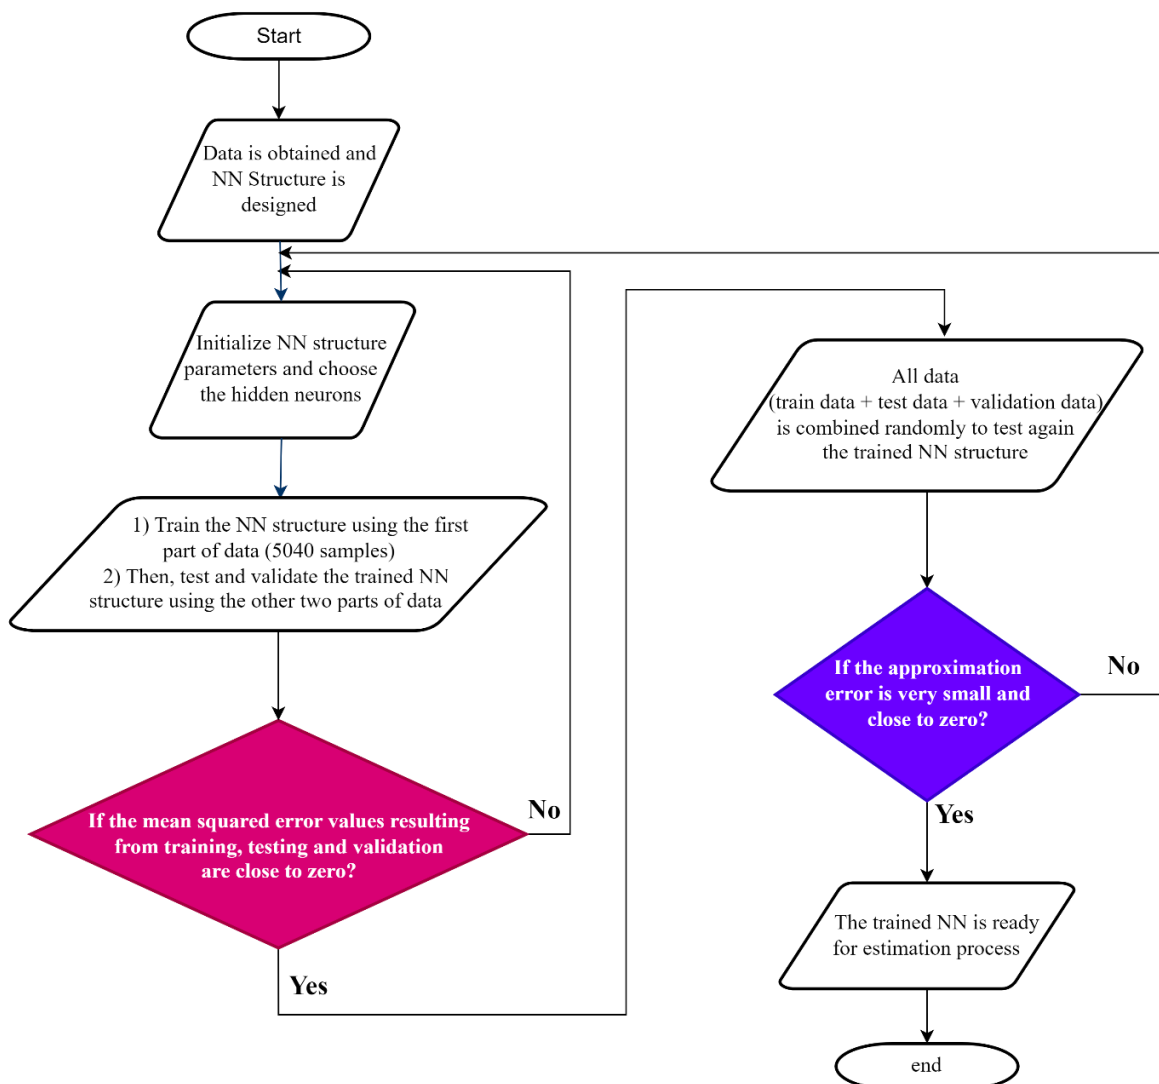 Start
Data is obtained and
NN Structure is
designed
Initialize NN structure
parameters and choose
the hidden neurons
1) Train the NN structure using the first
part of data (5040 samples)
2) Then, test and validate the trained NN
structure using the other two parts of data
If the mean squared error values resulting
from training, testing and validation
are close to zero?
No
Yes
All data
(train data + test data + validation data)
is combined randomly to test again
the trained NN structure
If the approximation
error is very small and
close to zero?
No
Yes
The trained NN is ready
for estimation process
end